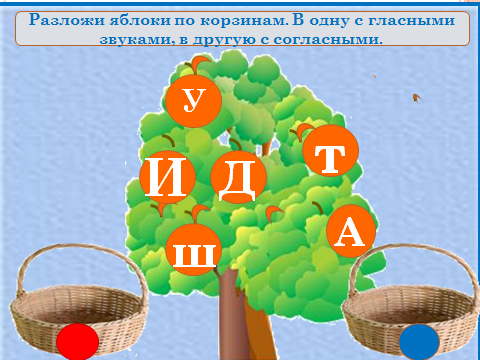 Разложи яблоки по корзинам. В одну с гласными
звуками, в другую с согласными.
У
Т
И
Д
А
ш